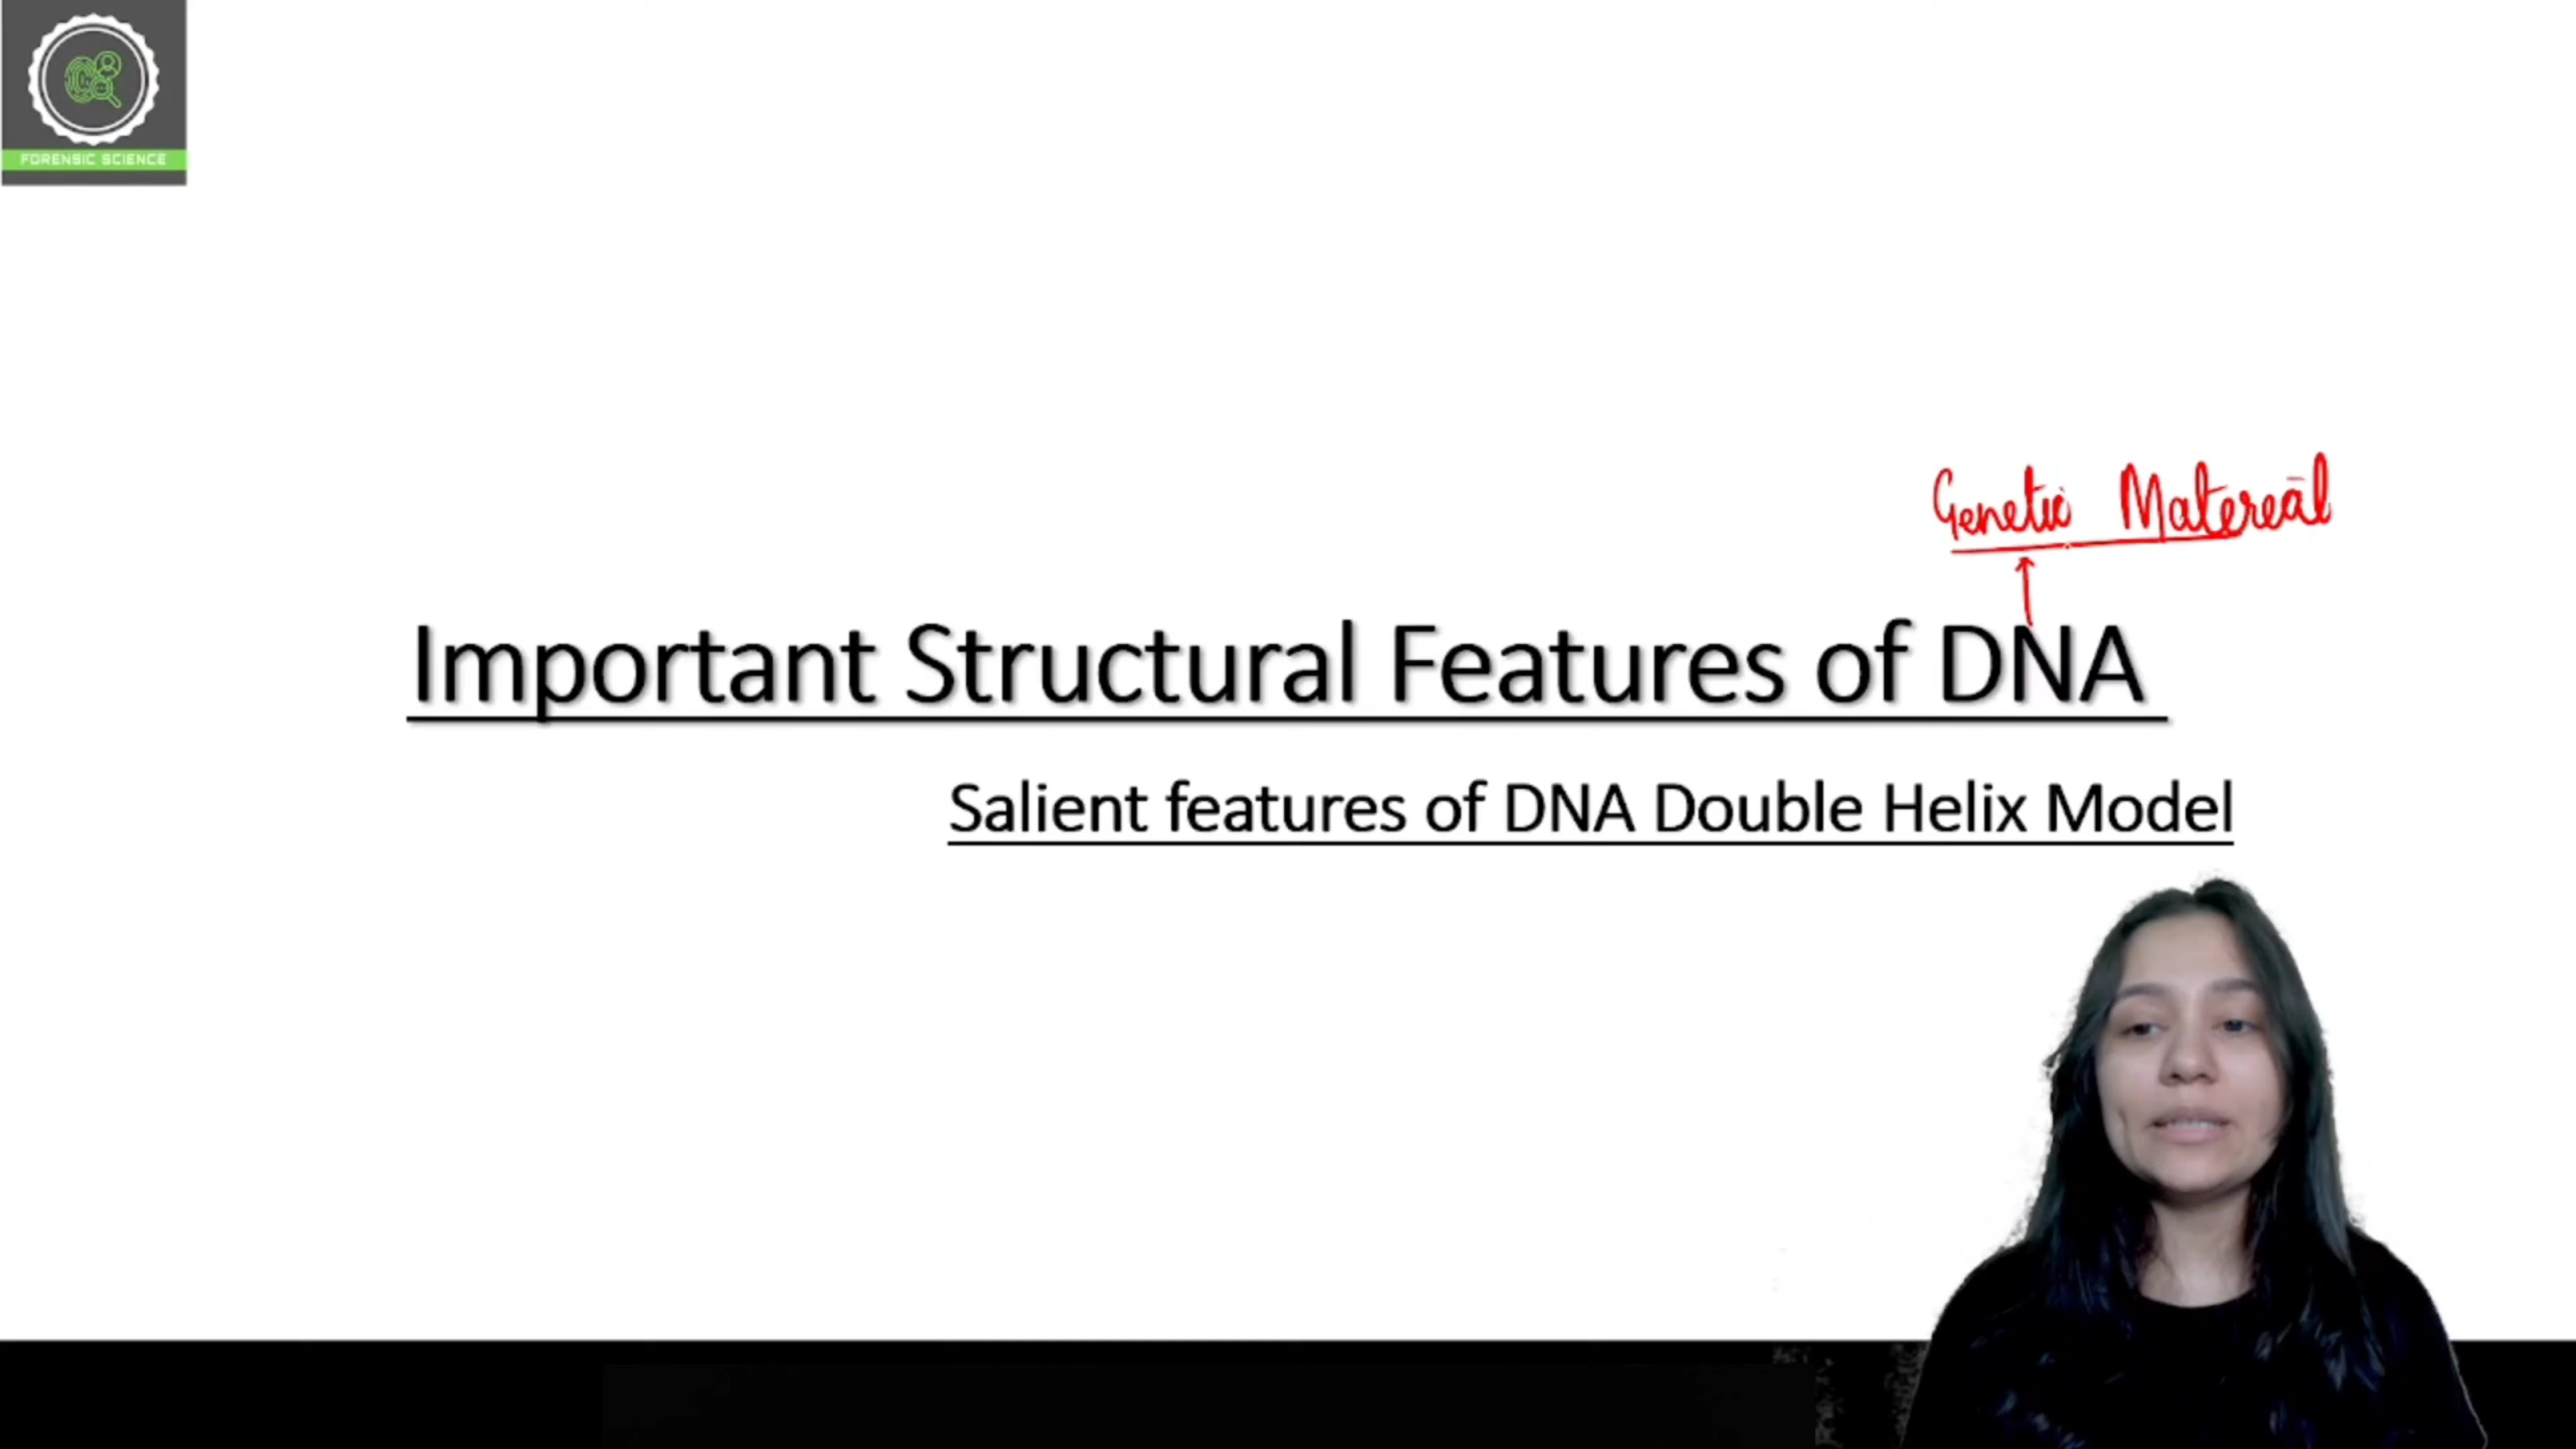 FORENSIC SCIENCE
Genetic Matereal
Important Structural Features of DNA
Salient features of DNA Double Helix Model